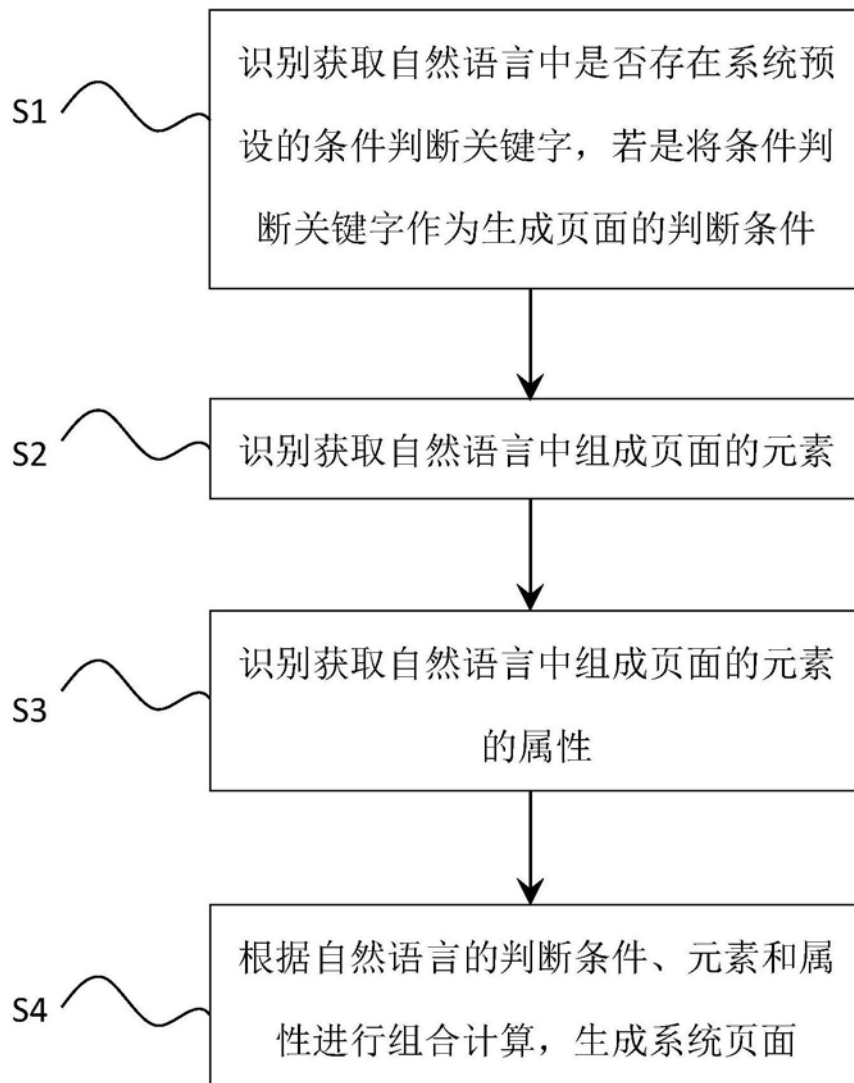 S1
识别获取自然语言中是否存在系统预
设的条件判断关键字，若是将条件判
断关键字作为生成页面的判断条件
S2
识别获取自然语言中组成页面的元素
S3
识别获取自然语言中组成页面的元素
的属性
S4
根据自然语言的判断条件、元素和属
性进行组合计算，生成系统页面